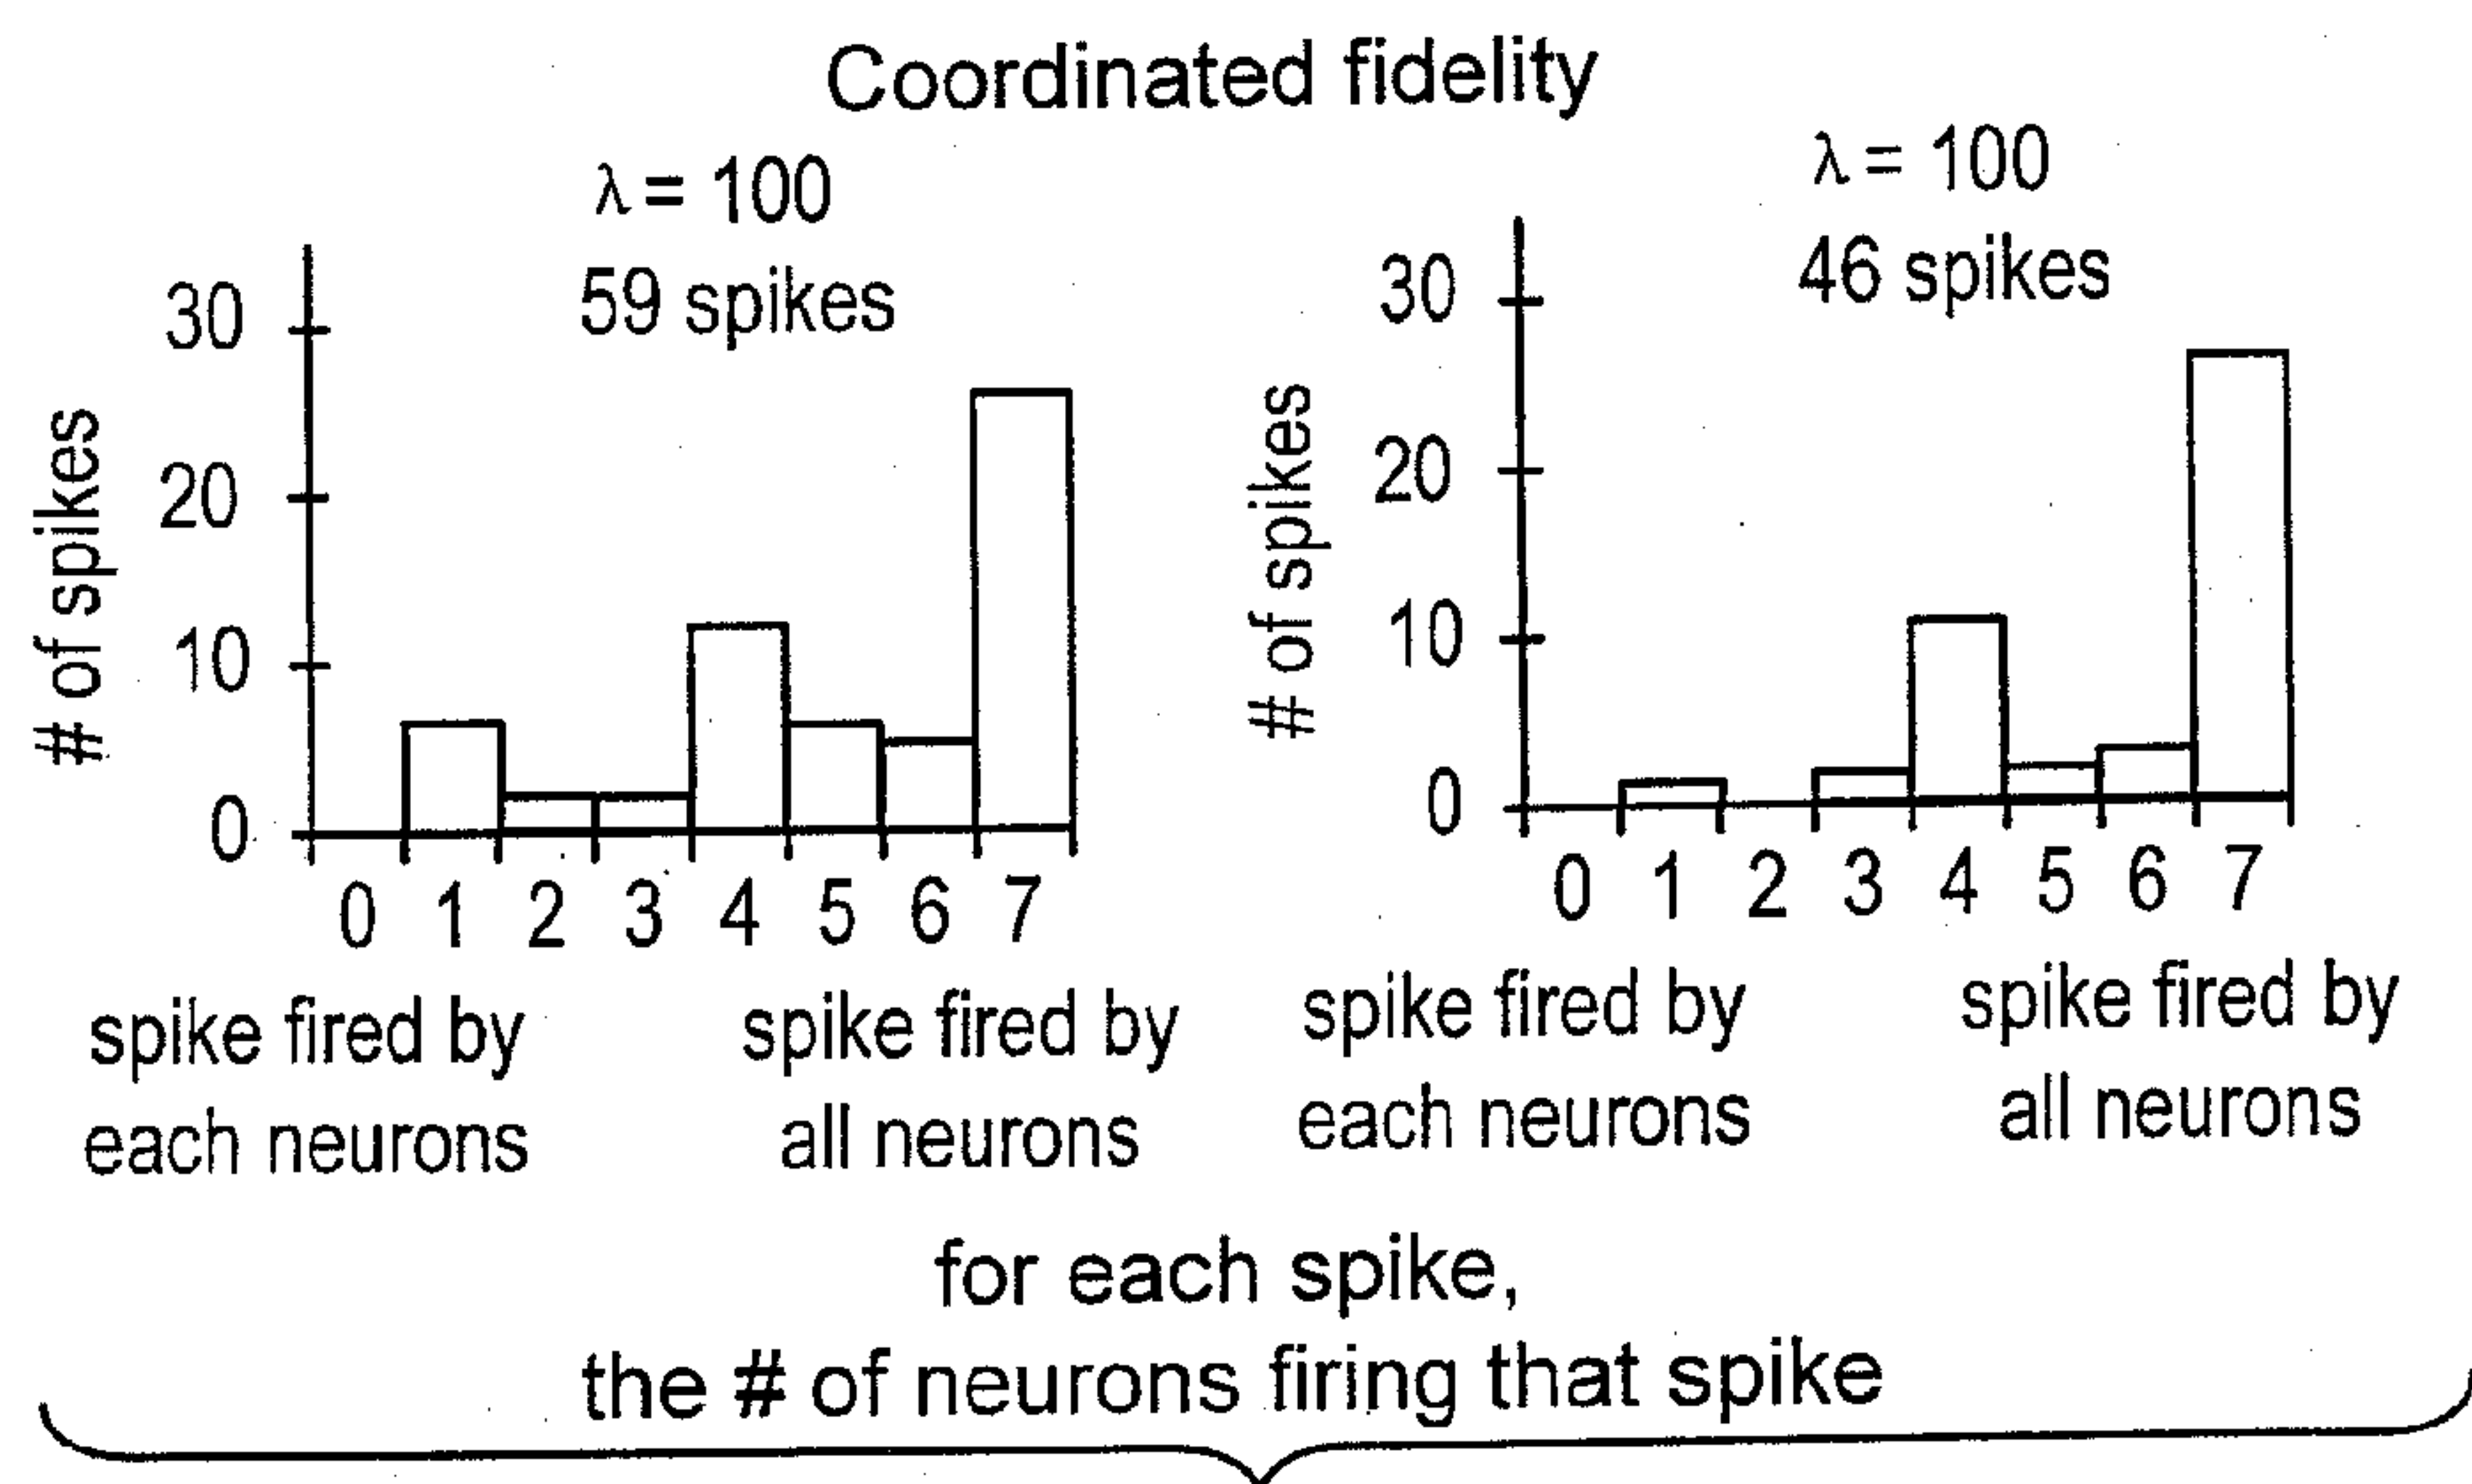 Coordinated fidelity
λ = 100
59 spikes
# of spikes
30
20
10
0
0 1 2 3 4 5 6 7
spike fired by
each neurons
spike fired by
all neurons
λ = 100
46 spikes
# of spikes
30
20
10
0
0 1 2 3 4 5 6 7
spike fired by
each neurons
spike fired by
all neurons
for each spike,
the # of neurons firing that spike